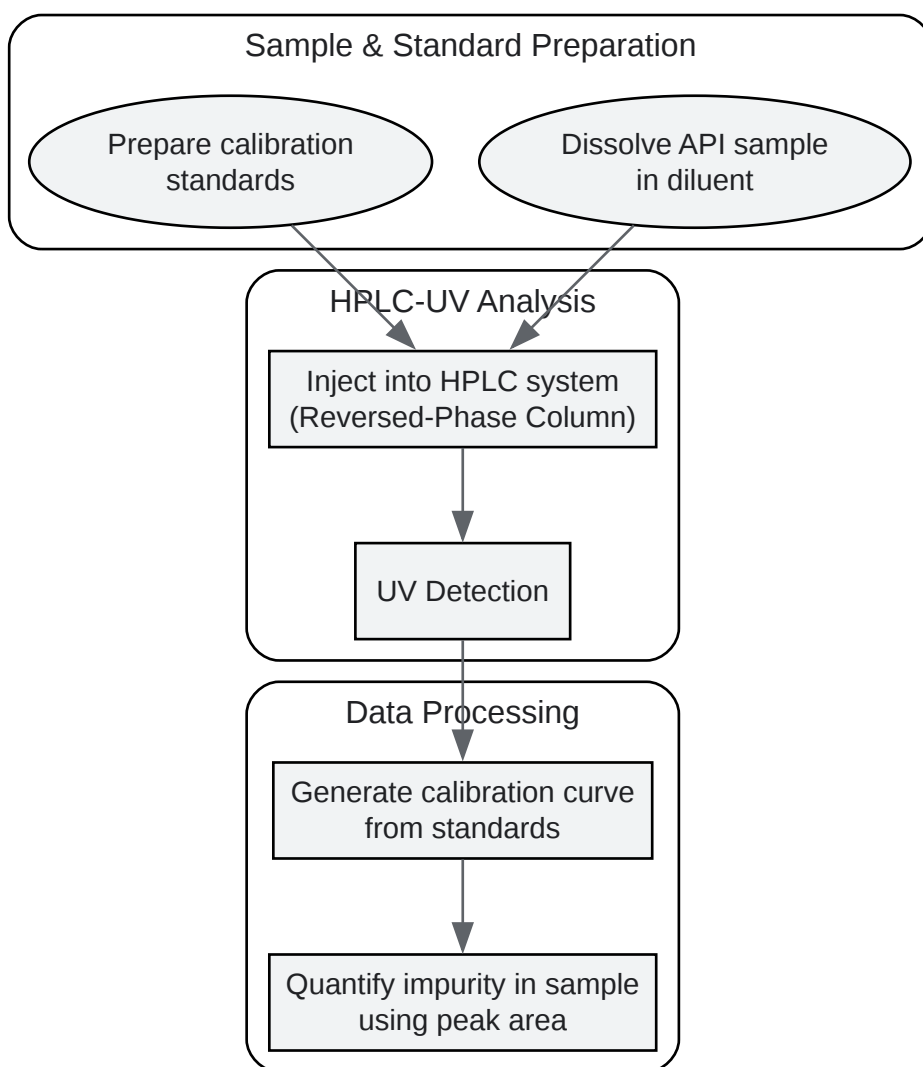 Sample & Standard Preparation
Prepare calibration
standards
Dissolve API sample
in diluent
HPLC-UV Analysis
Inject into HPLC system
(Reversed-Phase Column)
UV Detection
Data Processing
Generate calibration curve
from standards
Quantify impurity in sample
using peak area